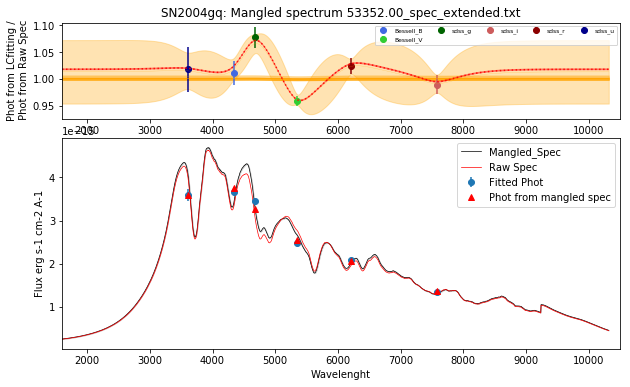 SN2004gq: Mangled spectrum 53352.00_spec_extended.txt
Phot from LCfitting /
Phot from Raw Spec
1.10
1.05
1.00
0.95
Bessell_B
Bessell_V
sdss_g
sdss_i
sdss_r
sdss_u
2000 3000 4000 5000 6000 7000 8000 9000 10000
1e−15
Mangled_Spec
Raw Spec
Fitted Phot
Phot from mangled spec
Flux erg s-1 cm-2 A-1
4
3
2
1
2000 3000 4000 5000 6000 7000 8000 9000 10000
Wavelenght